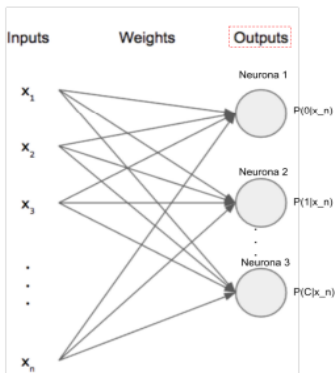 Inputs Weights Outputs
Neurona 1
x1
P(0|x_n)
x2
Neurona 2
x3
P(1|x_n)
.
.
.
Neurona 3
.
.
.
P(C|x_n)
xn